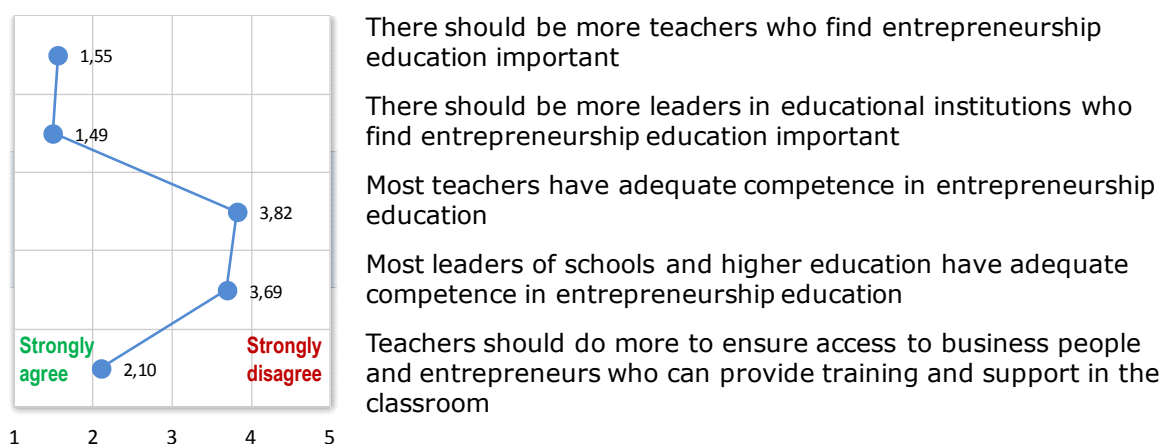 There should be more teachers who find entrepreneurship
education important
1,55
There should be more leaders in educational institutions who
find entrepreneurship education important
1,49
Most teachers have adequate competence in entrepreneurship
education
3,82
Most leaders of schools and higher education have adequate
competence in entrepreneurship education
3,69
Teachers should do more to ensure access to business people
and entrepreneurs who can provide training and support in the
classroom
2,10
Strongly
agree
Strongly
disagree
1 2 3 4 5